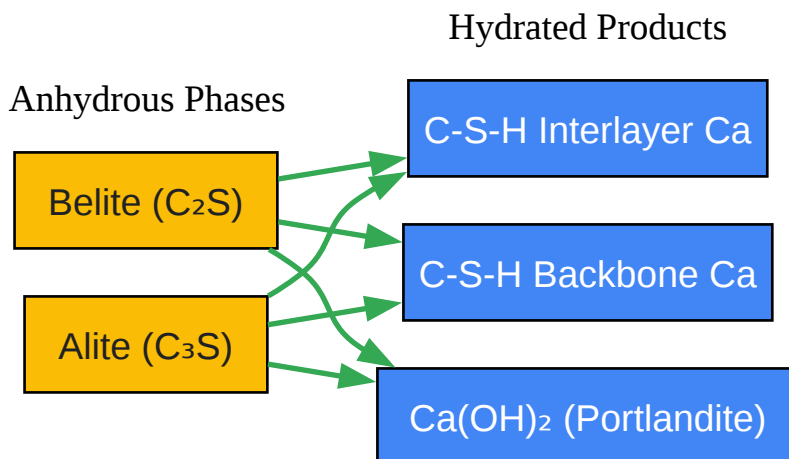 Hydrated Products
Anhydrous Phases
C-S-H Interlayer Ca
Belite (C₂S)
C-S-H Backbone Ca
Alite (C₃S)
Ca(OH)₂ (Portlandite)